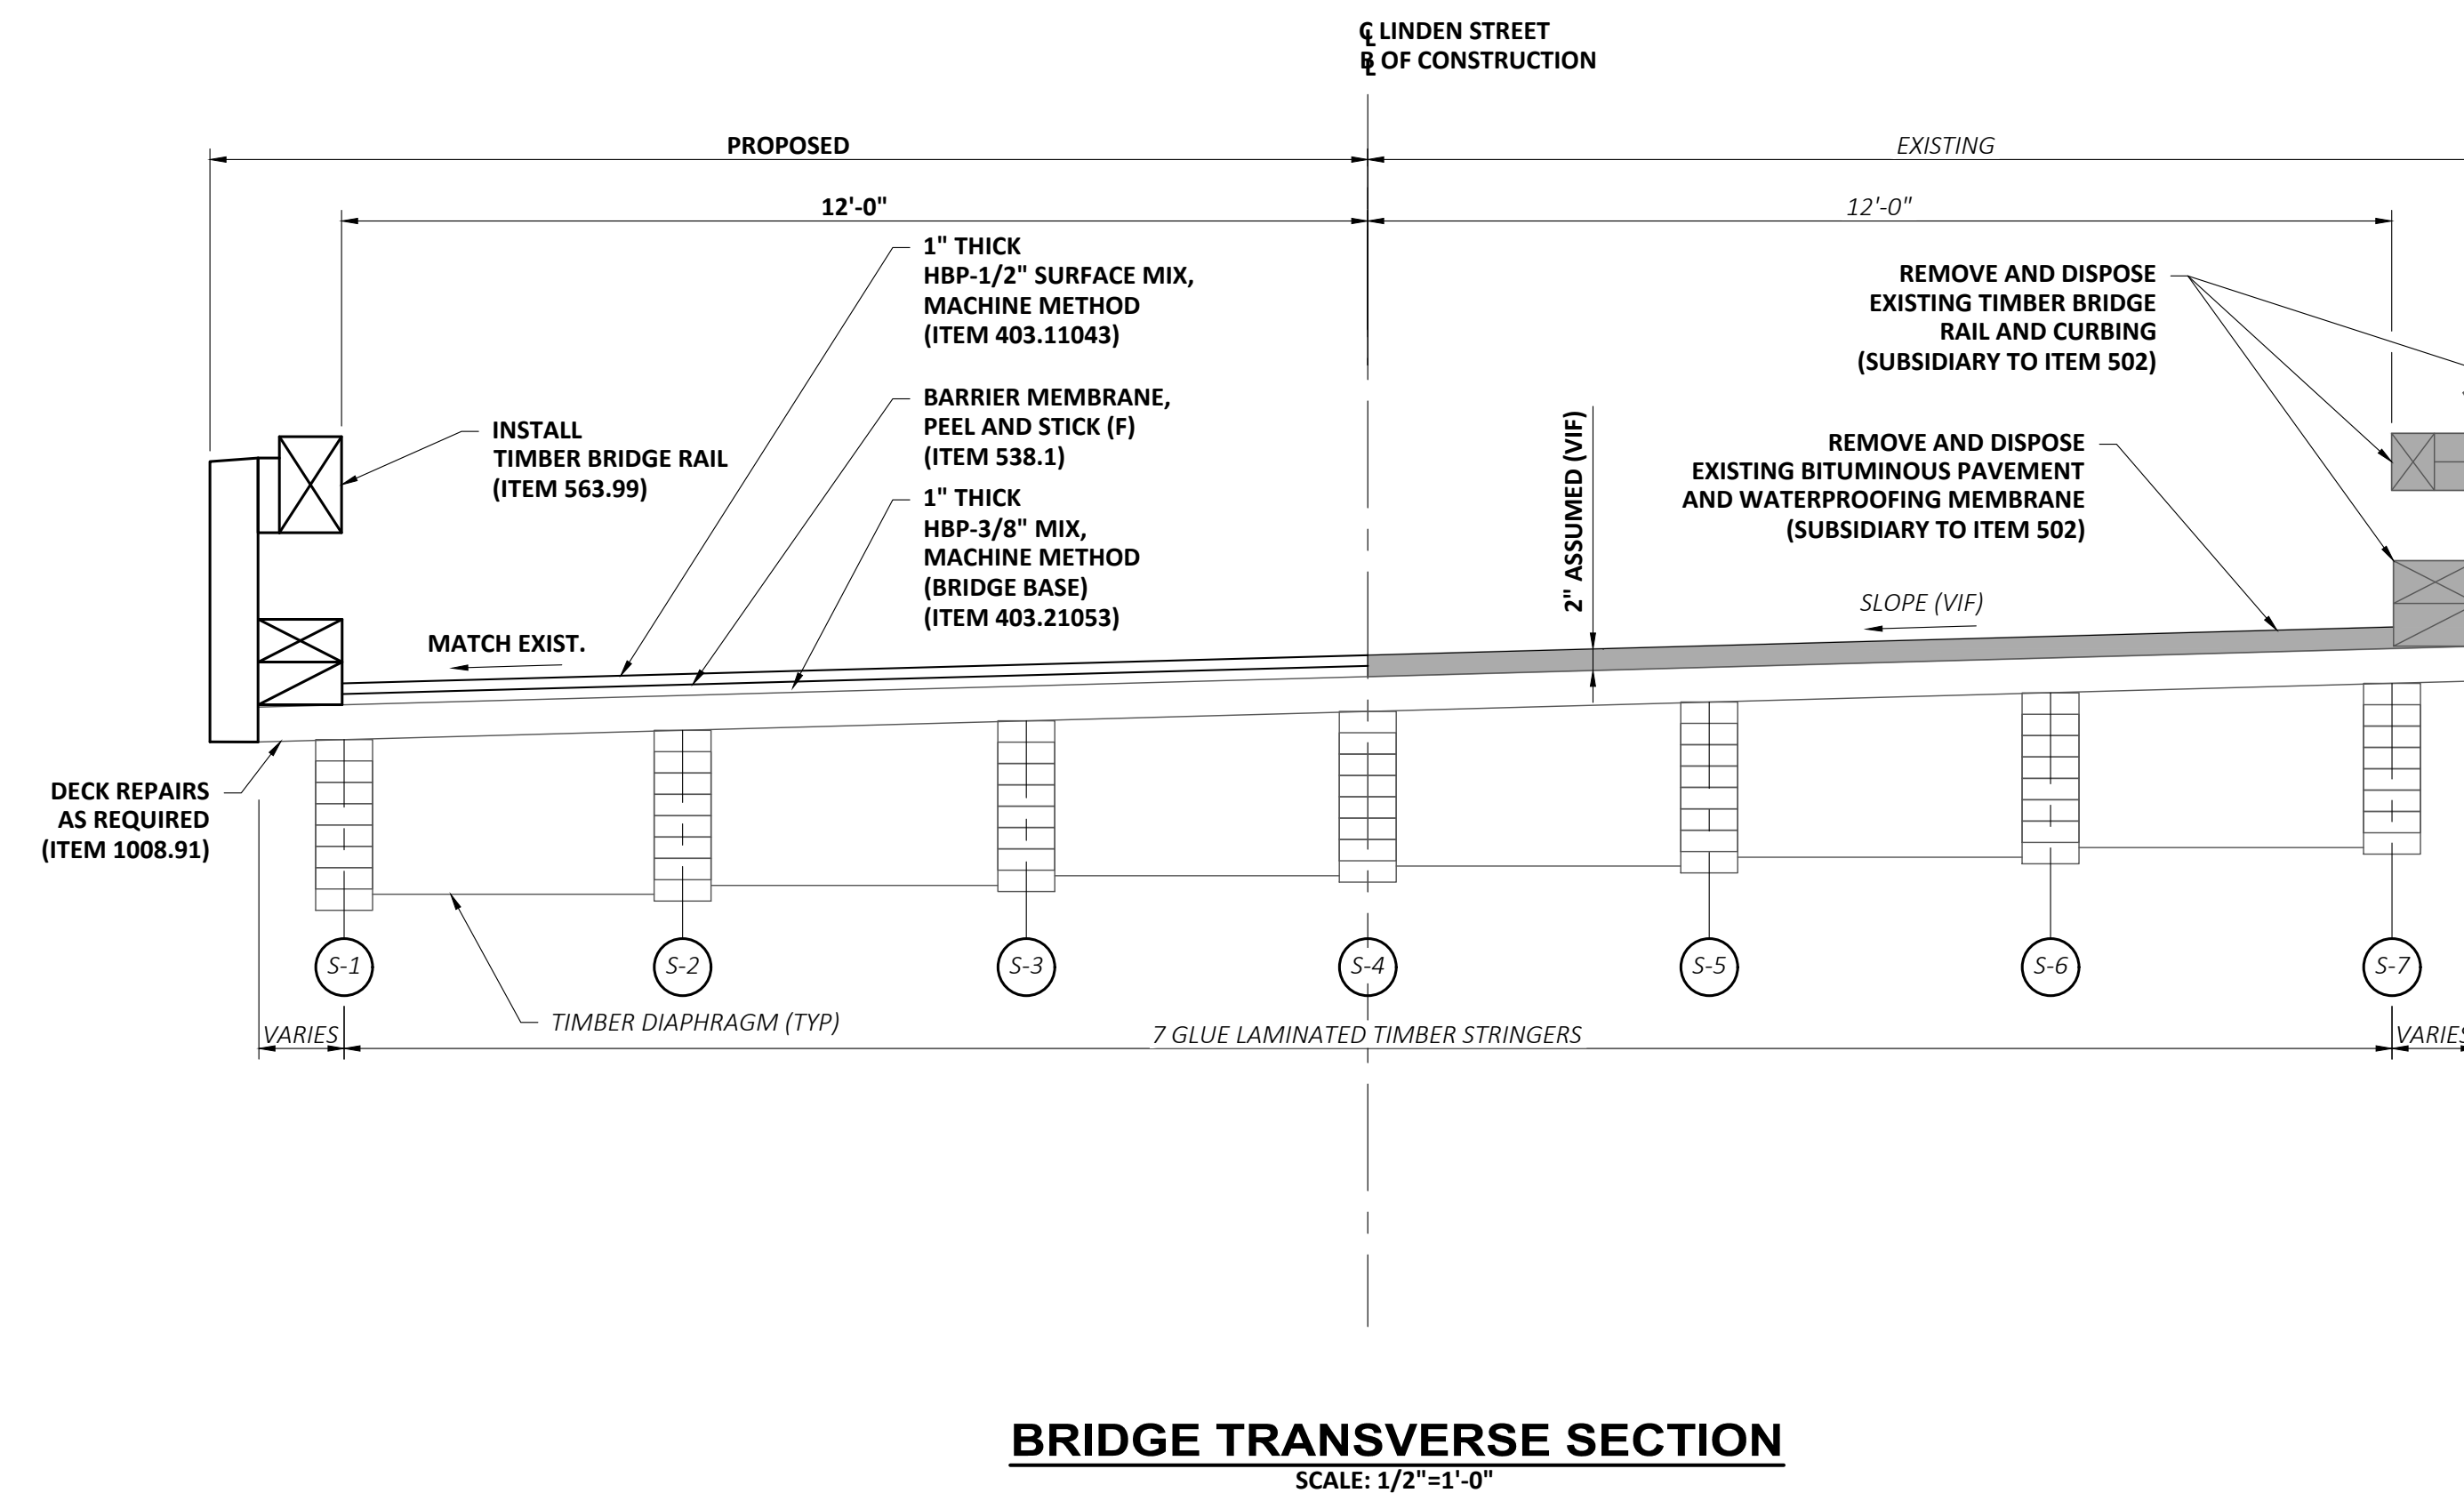 ℄ LINDEN STREET
BL OF CONSTRUCTION
PROPOSED
EXISTING
12'-0"
12'-0"
1" THICK
HBP-1/2" SURFACE MIX,
MACHINE METHOD
(ITEM 403.11043)
REMOVE AND DISPOSE
EXISTING TIMBER BRIDGE
RAIL AND CURBING
(SUBSIDIARY TO ITEM 502)
BARRIER MEMBRANE,
PEEL AND STICK (F)
(ITEM 538.1)
INSTALL
TIMBER BRIDGE RAIL
(ITEM 563.99)
2" ASSUMED (VIF)
REMOVE AND DISPOSE
EXISTING BITUMINOUS PAVEMENT
AND WATERPROOFING MEMBRANE
(SUBSIDIARY TO ITEM 502)
1" THICK
HBP-3/8" MIX,
MACHINE METHOD
(BRIDGE BASE)
(ITEM 403.21053)
SLOPE (VIF)
MATCH EXIST.
DECK REPAIRS
AS REQUIRED
(ITEM 1008.91)
S-1
S-2
S-3
S-4
S-5
S-6
S-7
TIMBER DIAPHRAGM (TYP)
VARIES
7 GLUE LAMINATED TIMBER STRINGERS
VARIES
BRIDGE TRANSVERSE SECTION
SCALE: 1/2"=1'-0"